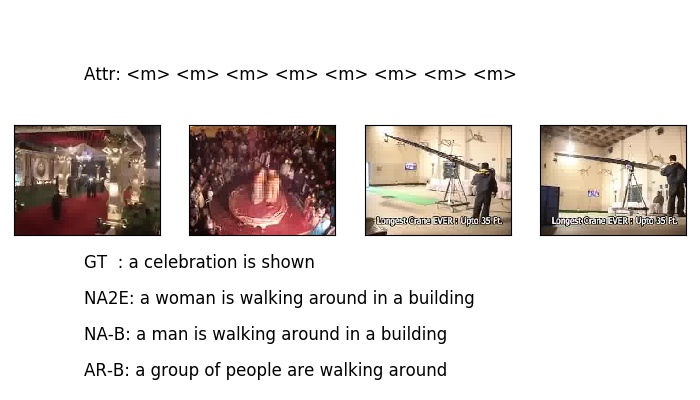 Attr: <m> <m> <m> <m> <m> <m> <m> <m>
Longest Crane EVER : Upto 35 Ft.
Longest Crane EVER : Upto 35 Ft.
GT : a celebration is shown
NA2E: a woman is walking around in a building
NA-B: a man is walking around in a building
AR-B: a group of people are walking around